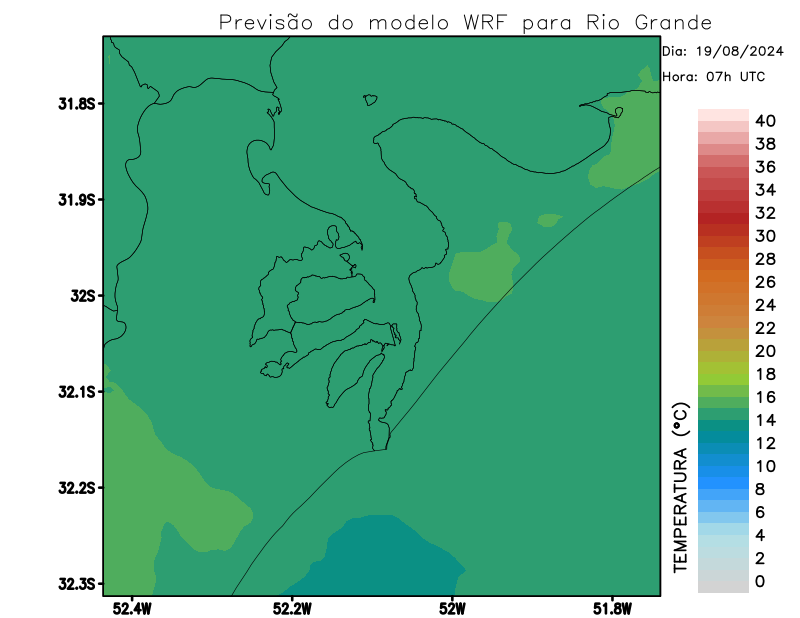 Previsão do modelo WRF para Rio Grande
Dia: 19/08/2024
Hora: 07h UTC
31.8S
31.9S
32S
32.1S
32.2S
32.3S
52.4W
52.2W
52W
51.8W
TEMPERATURA (°C)
40
38
36
34
32
30
28
26
24
22
20
18
16
14
12
10
8
6
4
2
0